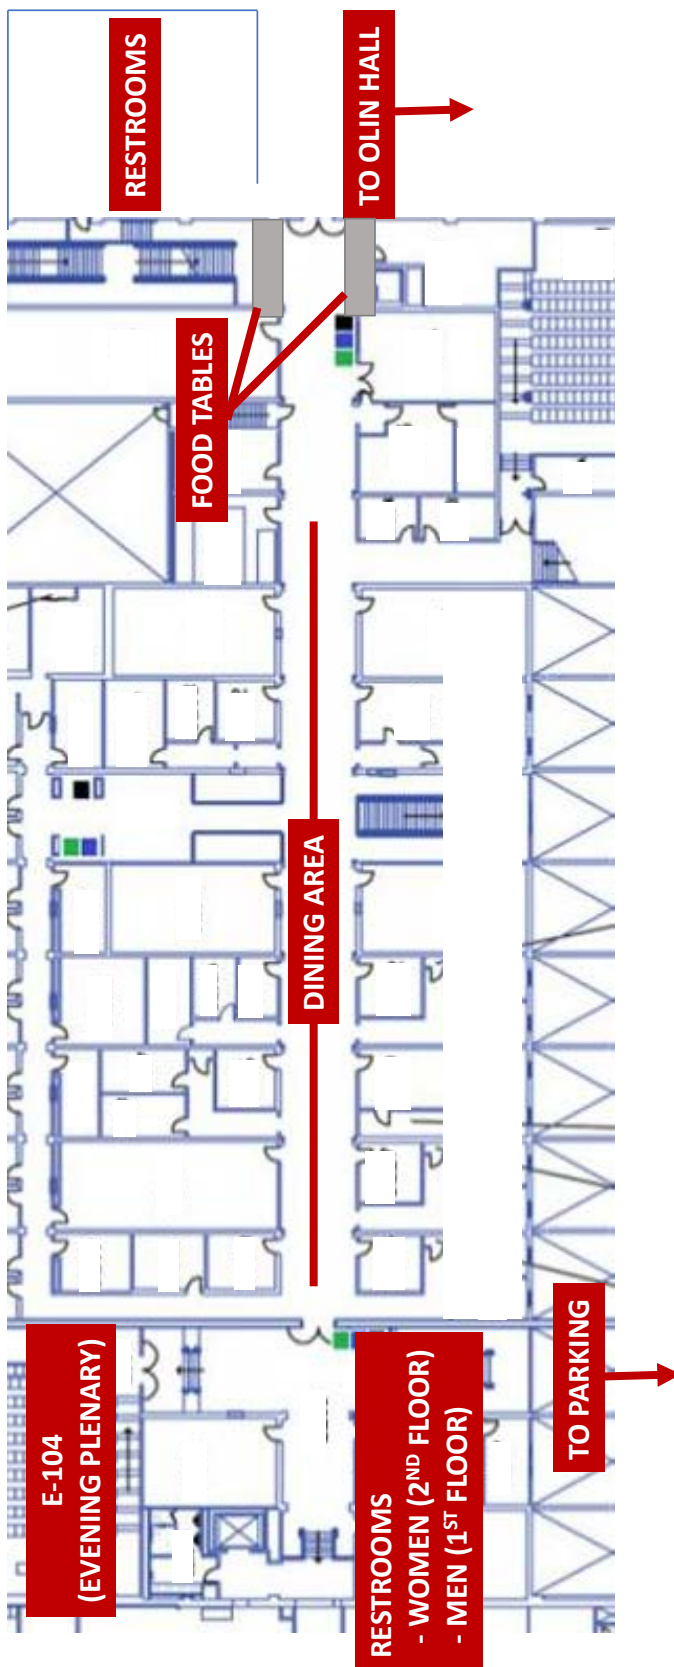 RESTROOMS
TO OLIN HALL
FOOD TABLES
DINING AREA
E-104
(EVENING PLENARY)
RESTROOMS
- WOMEN (2ND FLOOR)
- MEN (1ST FLOOR)
TO PARKING